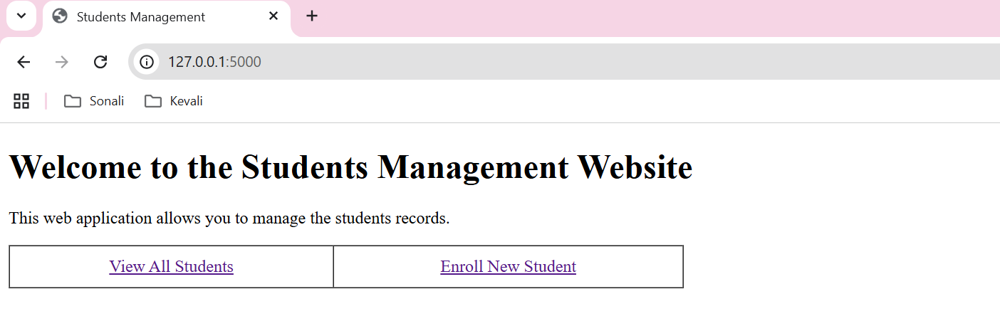 Students Management
127.0.0.1:5000
Sonali Kevali
Welcome to the Students Management Website
This web application allows you to manage the students records.
View All Students Enroll New Student